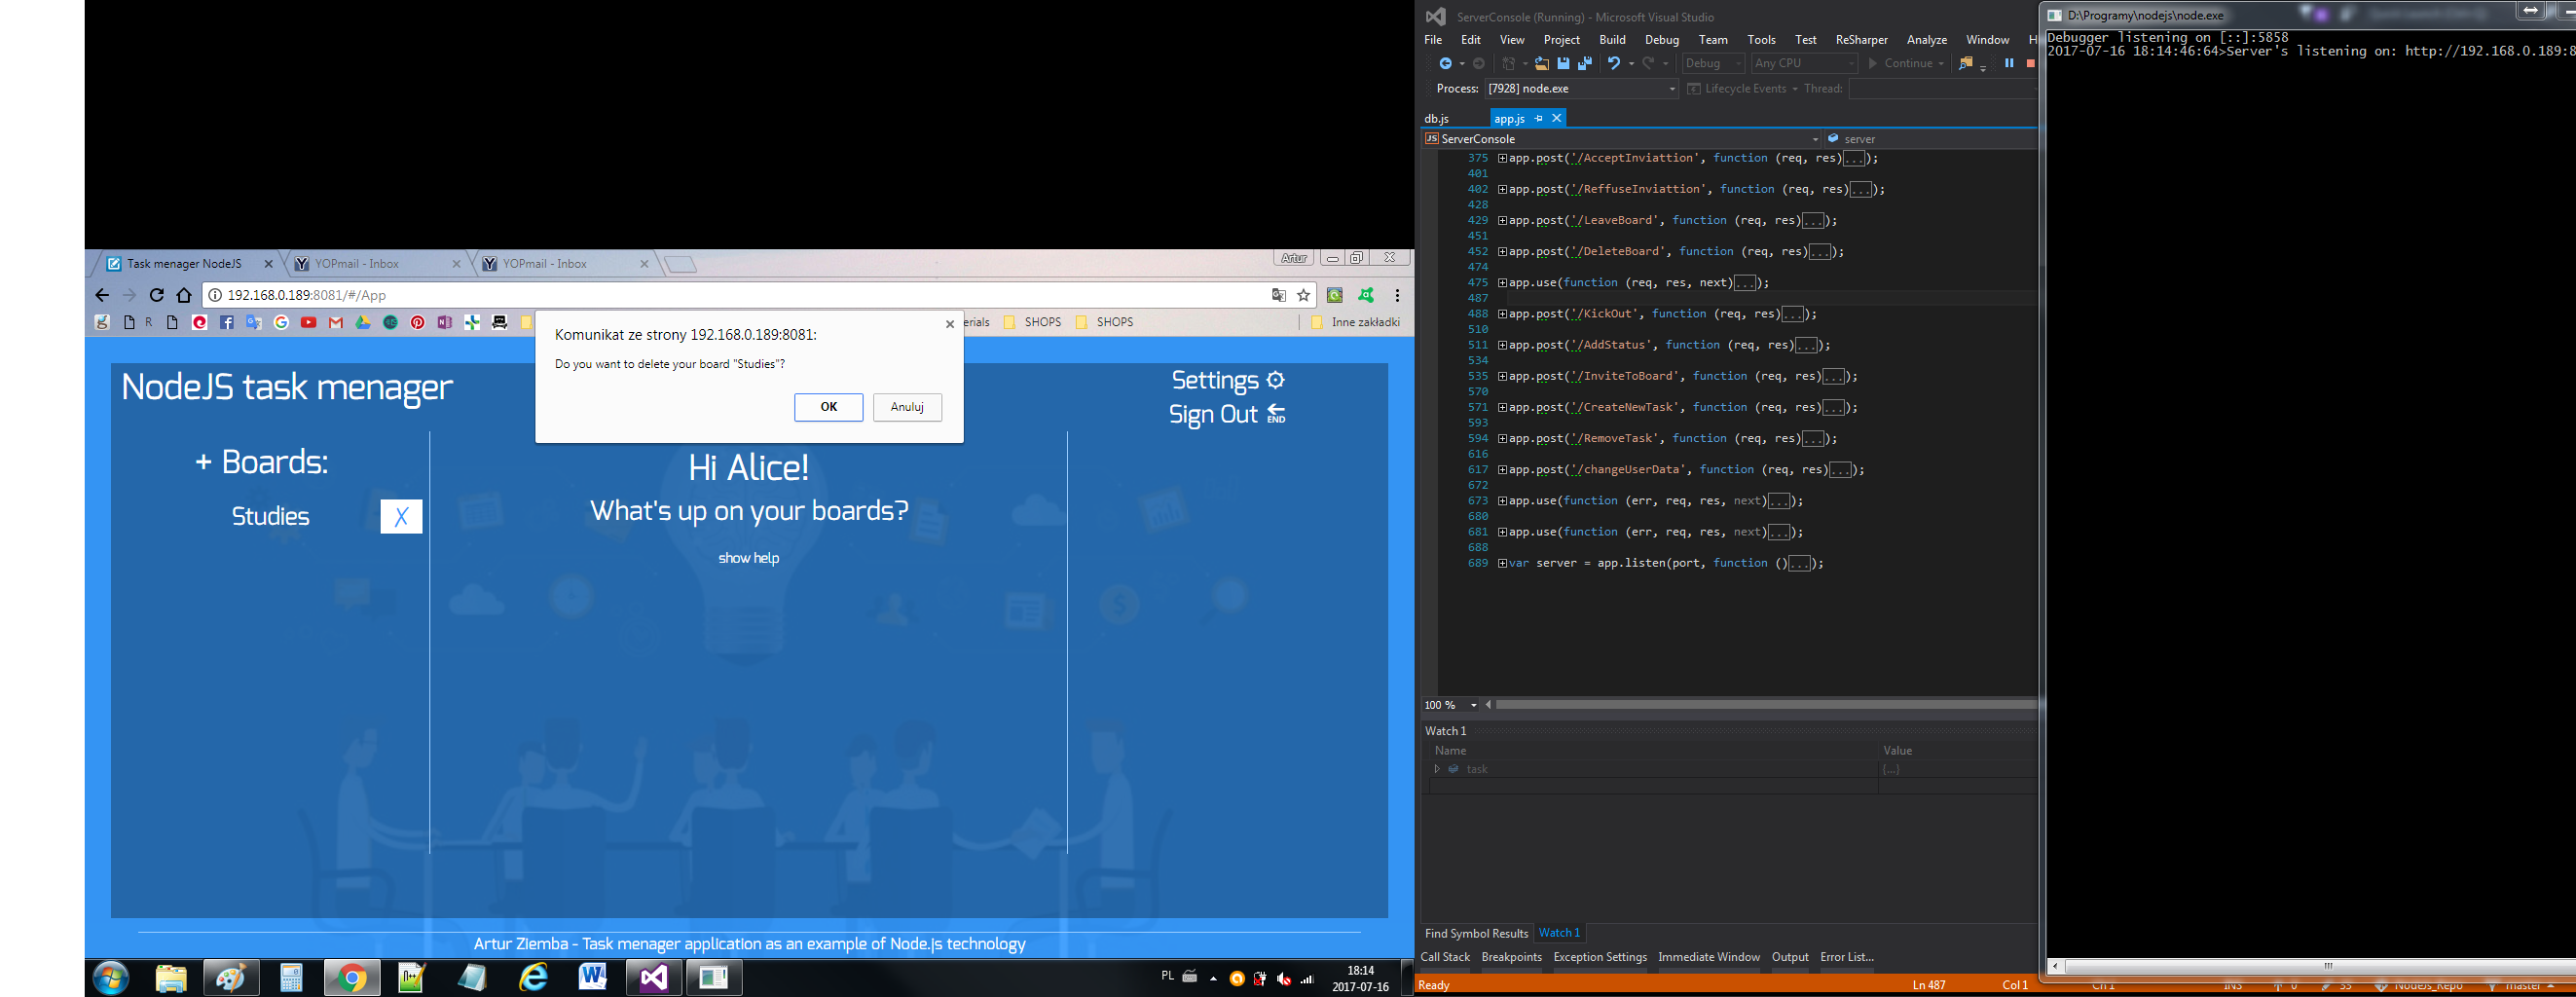 Task menager NodeJS
YOPmail - Inbox
YOPmail - Inbox
Artur
192.168.0.189:8081/#/App
R
erials
SHOPS
SHOPS
Inne zakładki
Komunikat ze strony 192.168.0.189:8081:
Do you want to delete your board "Studies"?
OK
Anuluj
NodeJS task menager
Settings
Sign Out
END
+ Boards:
Studies
X
Hi Alice!
What's up on your boards?
show help
Artur Ziemba - Task menager application as an example of Node.js technology
PL
18:14
2017-07-16
ServerConsole (Running) - Microsoft Visual Studio
File Edit View Project Build Debug Team Tools Test ReSharper Analyze Window
Debug Any CPU Continue
Process: [7928] node.exe Lifecycle Events Thread:
db.js app.js
JS ServerConsole server
375 app.post('/AcceptInviattion', function (req, res)...);
401
402 app.post('/ReffuseInviattion', function (req, res)...);
428
429 app.post('/LeaveBoard', function (req, res)...);
451
452 app.post('/DeleteBoard', function (req, res)...);
474
475 app.use(function (req, res, next)...);
487
488 app.post('/KickOut', function (req, res)...);
510
511 app.post('/AddStatus', function (req, res)...);
534
535 app.post('/InviteToBoard', function (req, res)...);
570
571 app.post('/CreateNewTask', function (req, res)...);
593
594 app.post('/RemoveTask', function (req, res)...);
616
617 app.post('/changeUserData', function (req, res)...);
672
673 app.use(function (err, req, res, next)...);
680
681 app.use(function (err, req, res, next)...);
688
689 var server = app.listen(port, function ()...);
100 %
Watch 1
Name Value
task {...}
Find Symbol Results Watch 1
Call Stack Breakpoints Exception Settings Immediate Window Output Error List...
Ready Ln 487 Col 1 Ch 1 INS 0 33 NodeJS_Repo master
D:\Programy\nodejs\node.exe
Debugger listening on [::]:5858
2017-07-16 18:14:46:64>Server's listening on: http://192.168.0.189:8